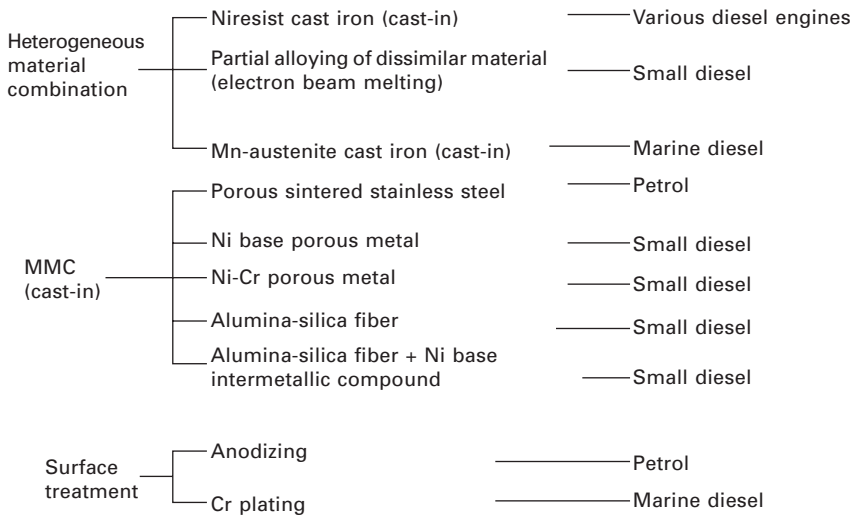 Heterogeneous
material
combination
Niresist cast iron (cast-in)
Various diesel engines
Partial alloying of dissimilar material
(electron beam melting)
Small diesel
Mn-austenite cast iron (cast-in)
Marine diesel
MMC
(cast-in)
Porous sintered stainless steel
Petrol
Ni base porous metal
Small diesel
Ni-Cr porous metal
Small diesel
Alumina-silica fiber
Small diesel
Alumina-silica fiber + Ni base
intermetallic compound
Small diesel
Surface
treatment
Anodizing
Petrol
Cr plating
Marine diesel